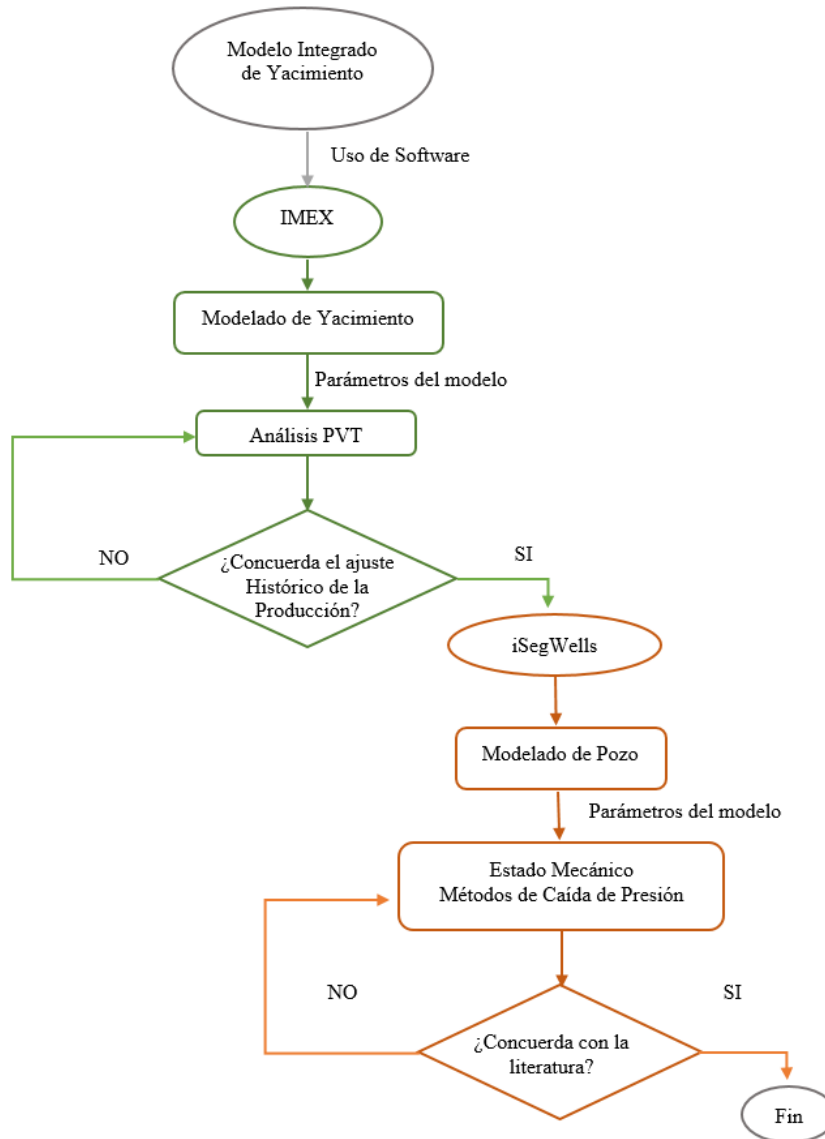 Modelo Integrado
de Yacimiento
Uso de Software
IMEX
Modelado de Yacimiento
Parámetros del modelo
Análisis PVT
NO
¿Concuerda el ajuste
Histórico de la
Producción?
SI
iSegWells
Modelado de Pozo
Parámetros del modelo
Estado Mecánico
Métodos de Caída de Presión
NO
SI
¿Concuerda con la
literatura?
Fin